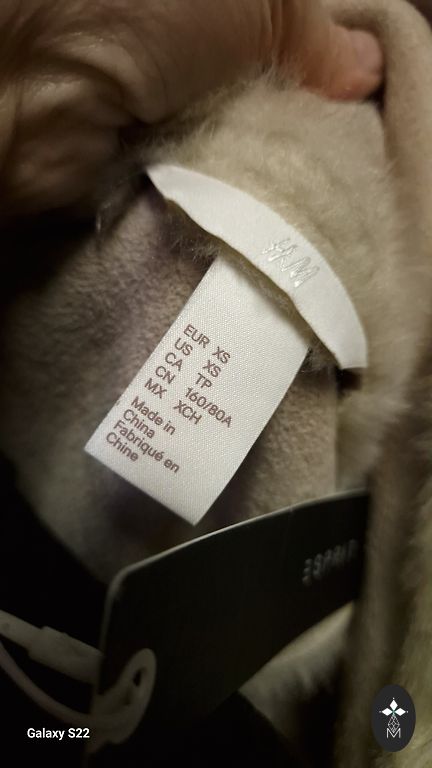 H&M
EUR XS
US XS
CA TP
CN 160/80A
MX XCH
Made in
China
Fabriqué en
Chine
ESPRIT
Galaxy S22